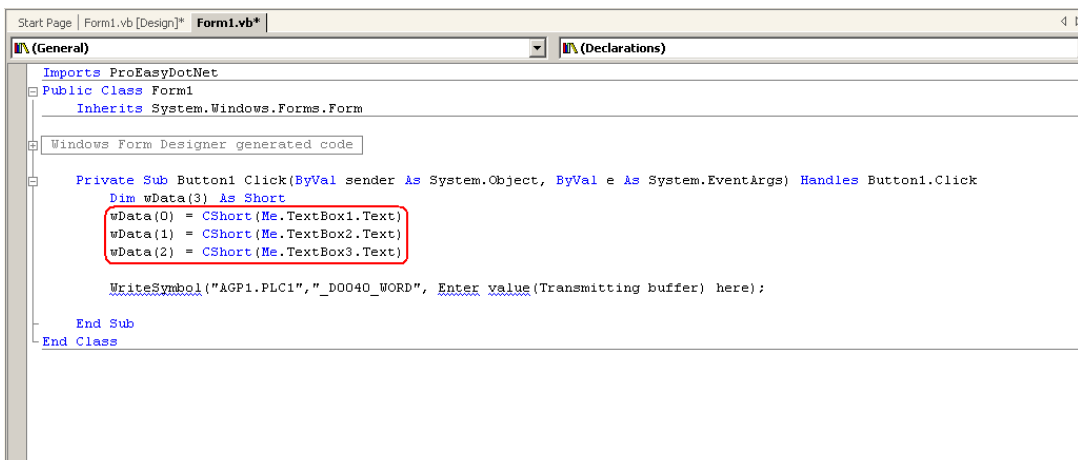 Start Page Form1.vb [Design]* Form1.vb*
(General) (Declarations)
Imports ProEasyDotNet
Public Class Form1
Inherits System.Windows.Forms.Form
Windows Form Designer generated code
Private Sub Button1_Click(ByVal sender As System.Object, ByVal e As System.EventArgs) Handles Button1.Click
Dim wData(3) As Short
wData(0) = CShort(Me.TextBox1.Text)
wData(1) = CShort(Me.TextBox2.Text)
wData(2) = CShort(Me.TextBox3.Text)
WriteSymbol("AGP1.PLC1","_D0040_WORD", Enter value(Transmitting buffer) here);
End Sub
End Class